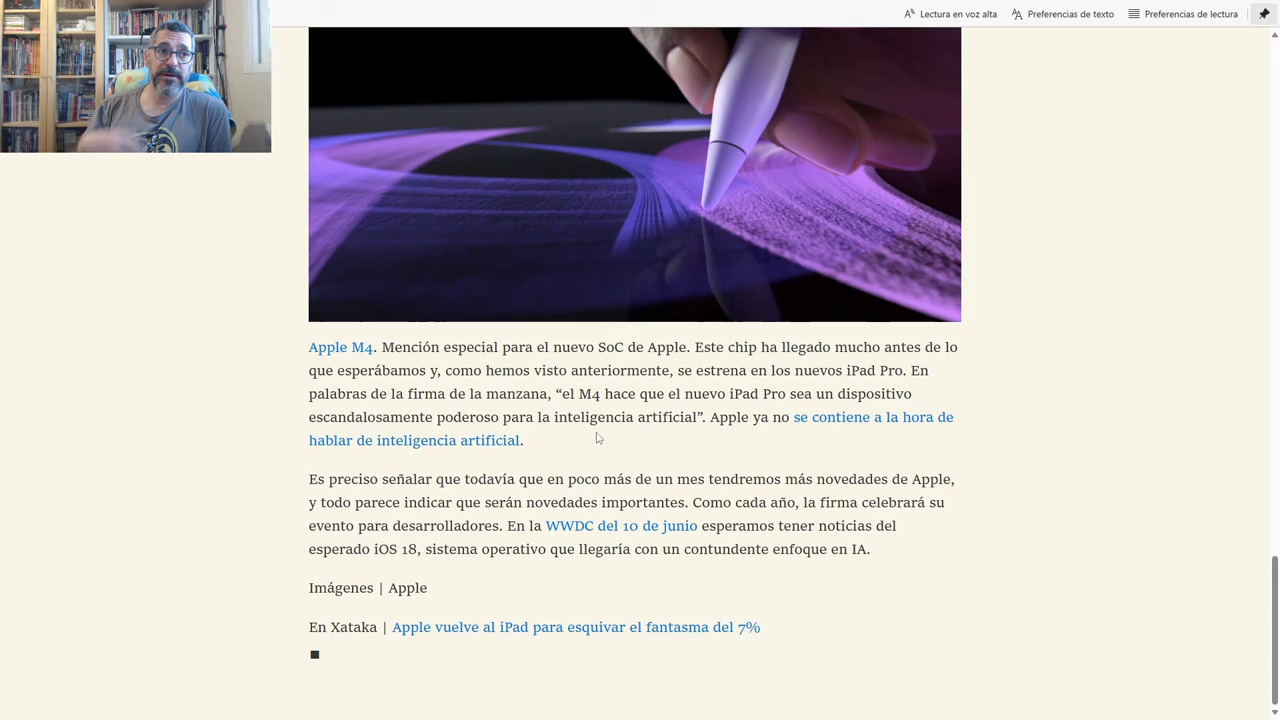 Lectura en voz alta
Preferencias de texto
Preferencias de lectura
Apple M4. Mención especial para el nuevo SoC de Apple. Este chip ha llegado mucho antes de lo
que esperábamos y, como hemos visto anteriormente, se estrena en los nuevos iPad Pro. En
palabras de la firma de la manzana, “el M4 hace que el nuevo iPad Pro sea un dispositivo
escandalosamente poderoso para la inteligencia artificial”. Apple ya no se contiene a la hora de
hablar de inteligencia artificial.
Es preciso señalar que todavía que en poco más de un mes tendremos más novedades de Apple,
y todo parece indicar que serán novedades importantes. Como cada año, la firma celebrará su
evento para desarrolladores. En la WWDC del 10 de junio esperamos tener noticias del
esperado iOS 18, sistema operativo que llegaría con un contundente enfoque en IA.
Imágenes | Apple
En Xataka | Apple vuelve al iPad para esquivar el fantasma del 7%